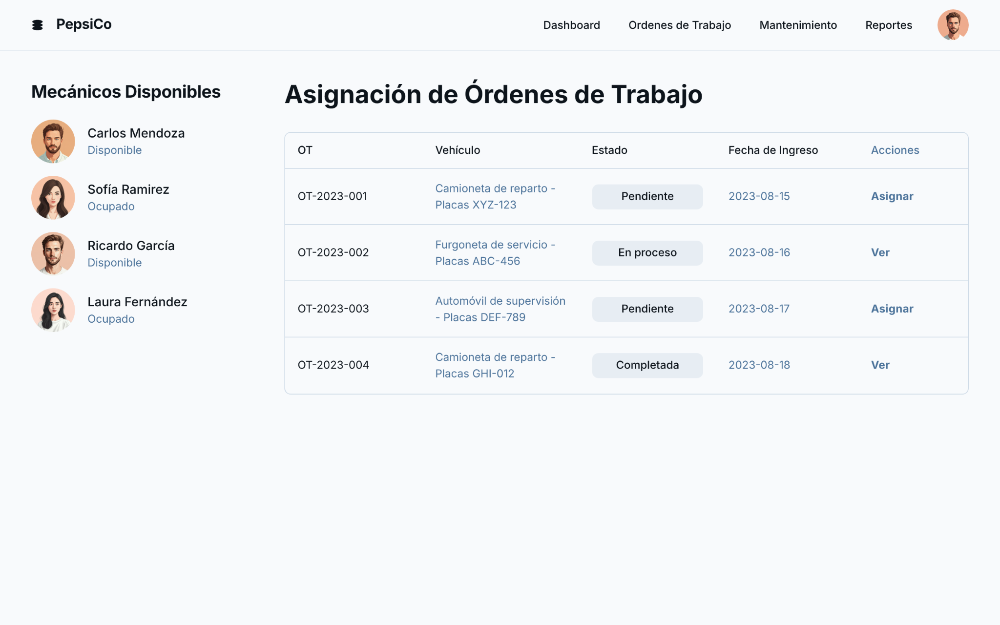 PepsiCo
Dashboard
Ordenes de Trabajo
Mantenimiento
Reportes
Mecánicos Disponibles
Carlos Mendoza
Disponible
Sofía Ramirez
Ocupado
Ricardo García
Disponible
Laura Fernández
Ocupado
Asignación de Órdenes de Trabajo
OT
Vehículo
Estado
Fecha de Ingreso
Acciones
OT-2023-001
Camioneta de reparto -
Placas XYZ-123
Pendiente
2023-08-15
Asignar
OT-2023-002
Furgoneta de servicio -
Placas ABC-456
En proceso
2023-08-16
Ver
OT-2023-003
Automóvil de supervisión
- Placas DEF-789
Pendiente
2023-08-17
Asignar
OT-2023-004
Camioneta de reparto -
Placas GHI-012
Completada
2023-08-18
Ver